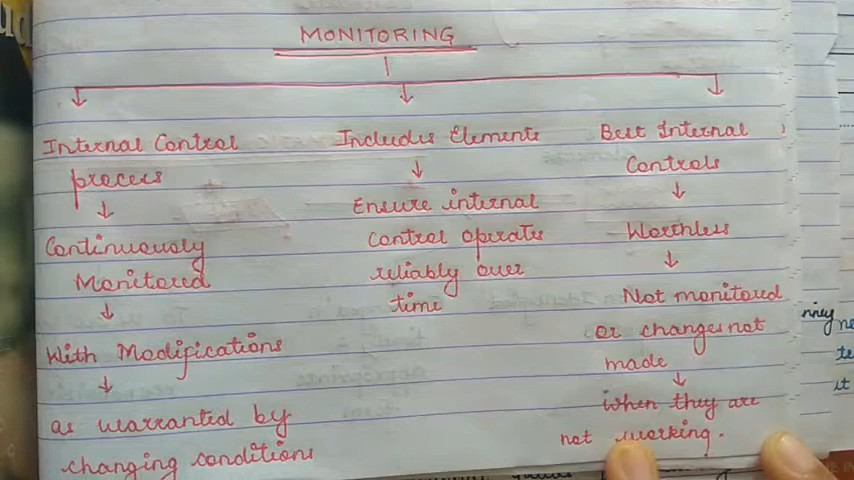 MONITORING
Internal Control
process
Continuously
Monitored
With Modifications
as warranted by
changing conditions
Includes Elements
Ensure internal
Control operates
reliably over
time
Best Internal
Controls
Worthless
Not monitored
or changes not
made
when they are
not working.